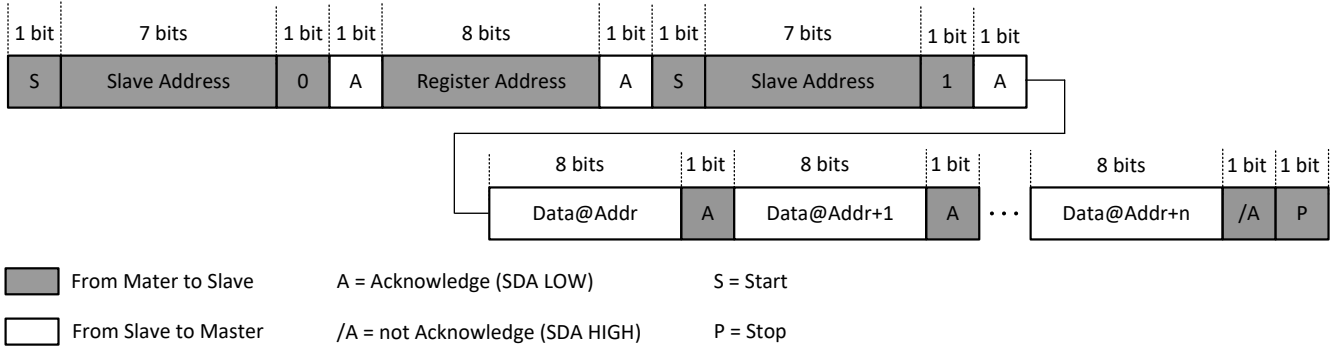 1 bit 7 bits 1 bit 1 bit 8 bits 1 bit 1 bit 7 bits 1 bit 1 bit
S Slave Address 0 A Register Address A S Slave Address 1 A
8 bits 1 bit 8 bits 1 bit 8 bits 1 bit 1 bit
Data@Addr A Data@Addr+1 A ··· Data@Addr+n /A P
From Mater to Slave A = Acknowledge (SDA LOW) S = Start
From Slave to Master /A = not Acknowledge (SDA HIGH) P = Stop